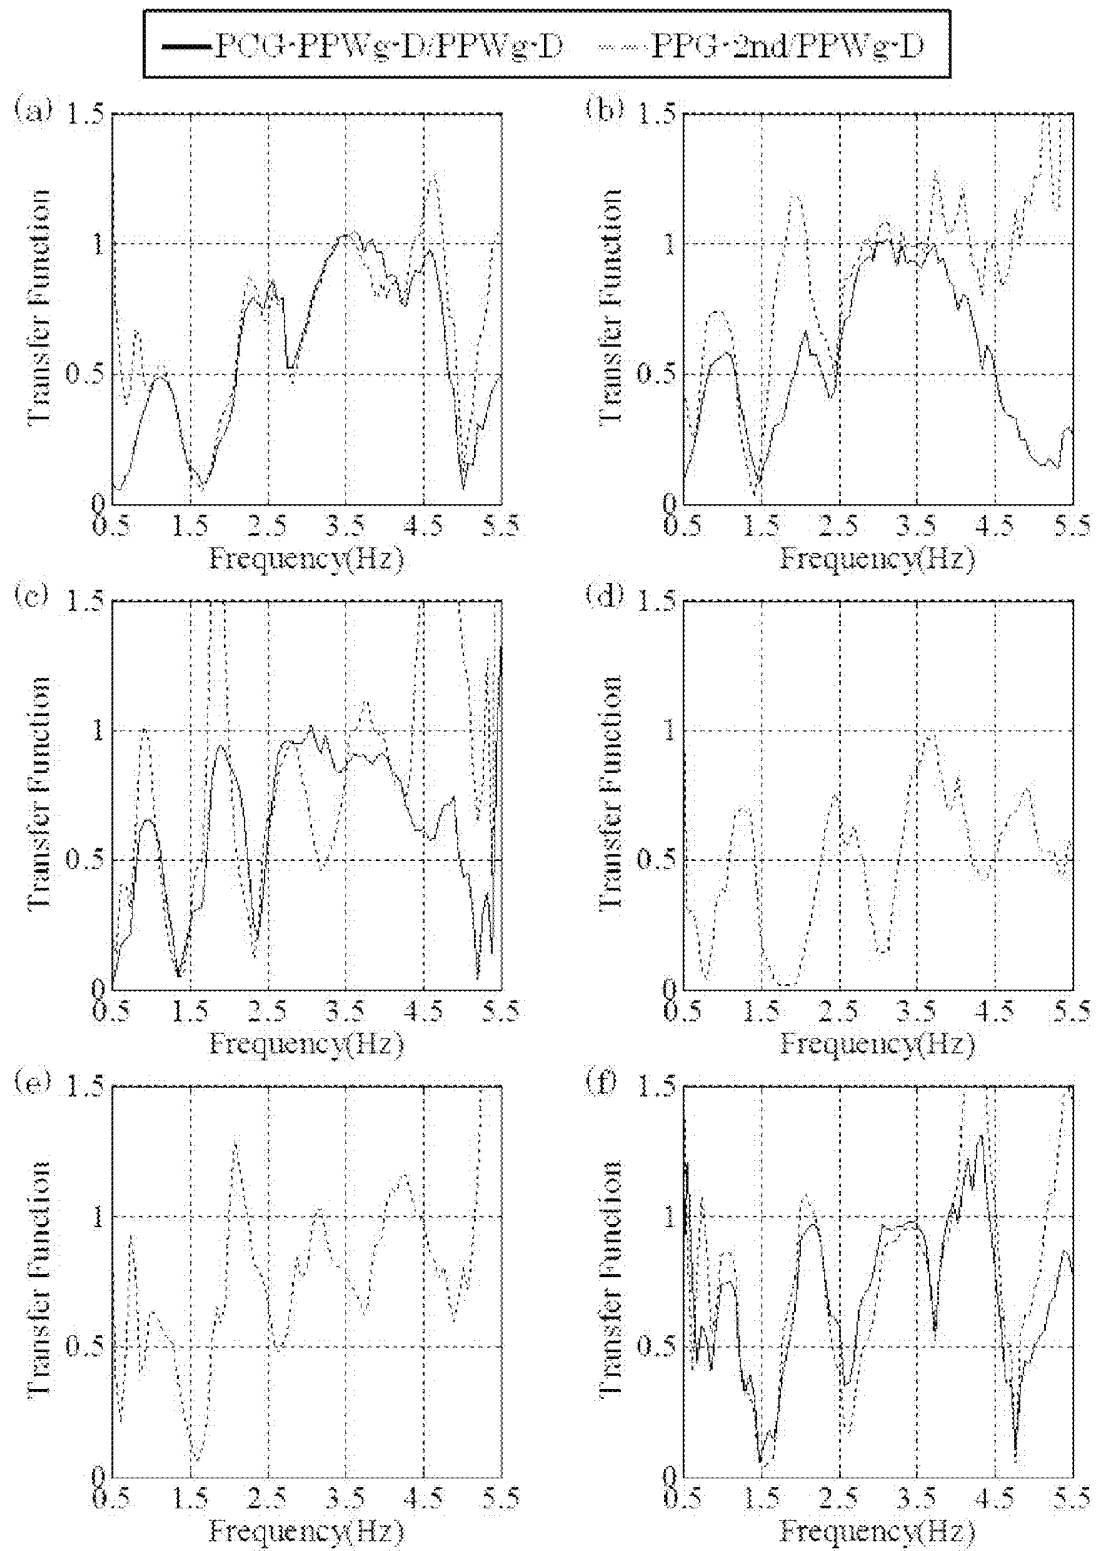 PCG-PPWg-D/PPWg-D PPG-2nd/PPWg-D
(a) (b)
1.5 1.5
Transfer Function Transfer Function
1 1
0.5 0.5
0 0
0.5 1.5 2.5 3.5 4.5 5.5 0.5 1.5 2.5 3.5 4.5 5.5
Frequency(Hz) Frequency(Hz)
(c) (d)
1.5 1.5
Transfer Function Transfer Function
1 1
0.5 0.5
0 0
0.5 1.5 2.5 3.5 4.5 5.5 0.5 1.5 2.5 3.5 4.5 5.5
Frequency(Hz) Frequency(Hz)
(e) (f)
1.5 1.5
Transfer Function Transfer Function
1 1
0.5 0.5
0 0
0.5 1.5 2.5 3.5 4.5 5.5 0.5 1.5 2.5 3.5 4.5 5.5
Frequency(Hz) Frequency(Hz)